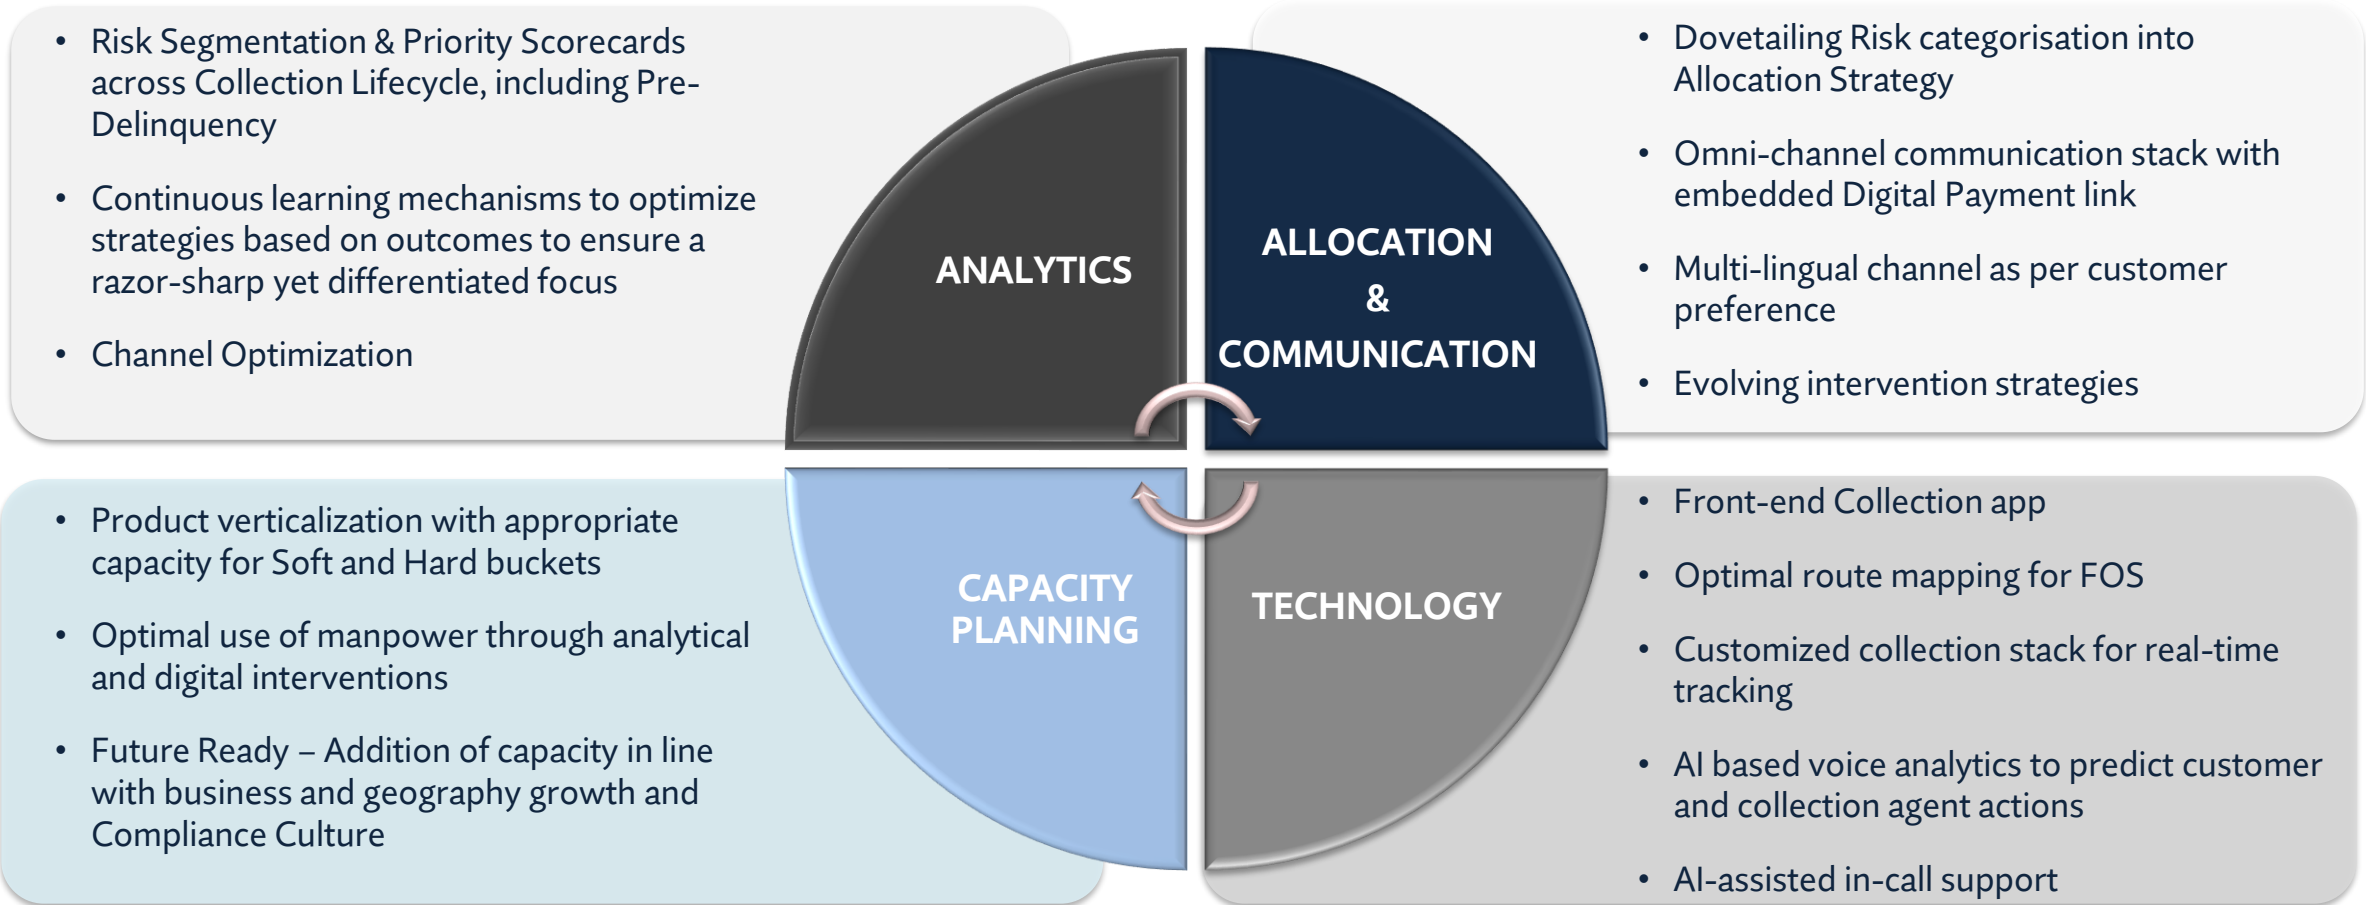 • Risk Segmentation & Priority Scorecards
across Collection Lifecycle, including Pre-
Delinquency
• Continuous learning mechanisms to optimize
strategies based on outcomes to ensure a
razor-sharp yet differentiated focus
• Channel Optimization
ANALYTICS
ALLOCATION
&
COMMUNICATION
• Dovetailing Risk categorisation into
Allocation Strategy
• Omni-channel communication stack with
embedded Digital Payment link
• Multi-lingual channel as per customer
preference
• Evolving intervention strategies
• Product verticalization with appropriate
capacity for Soft and Hard buckets
• Optimal use of manpower through analytical
and digital interventions
• Future Ready – Addition of capacity in line
with business and geography growth and
Compliance Culture
CAPACITY
PLANNING
TECHNOLOGY
• Front-end Collection app
• Optimal route mapping for FOS
• Customized collection stack for real-time
tracking
• AI based voice analytics to predict customer
and collection agent actions
• AI-assisted in-call support